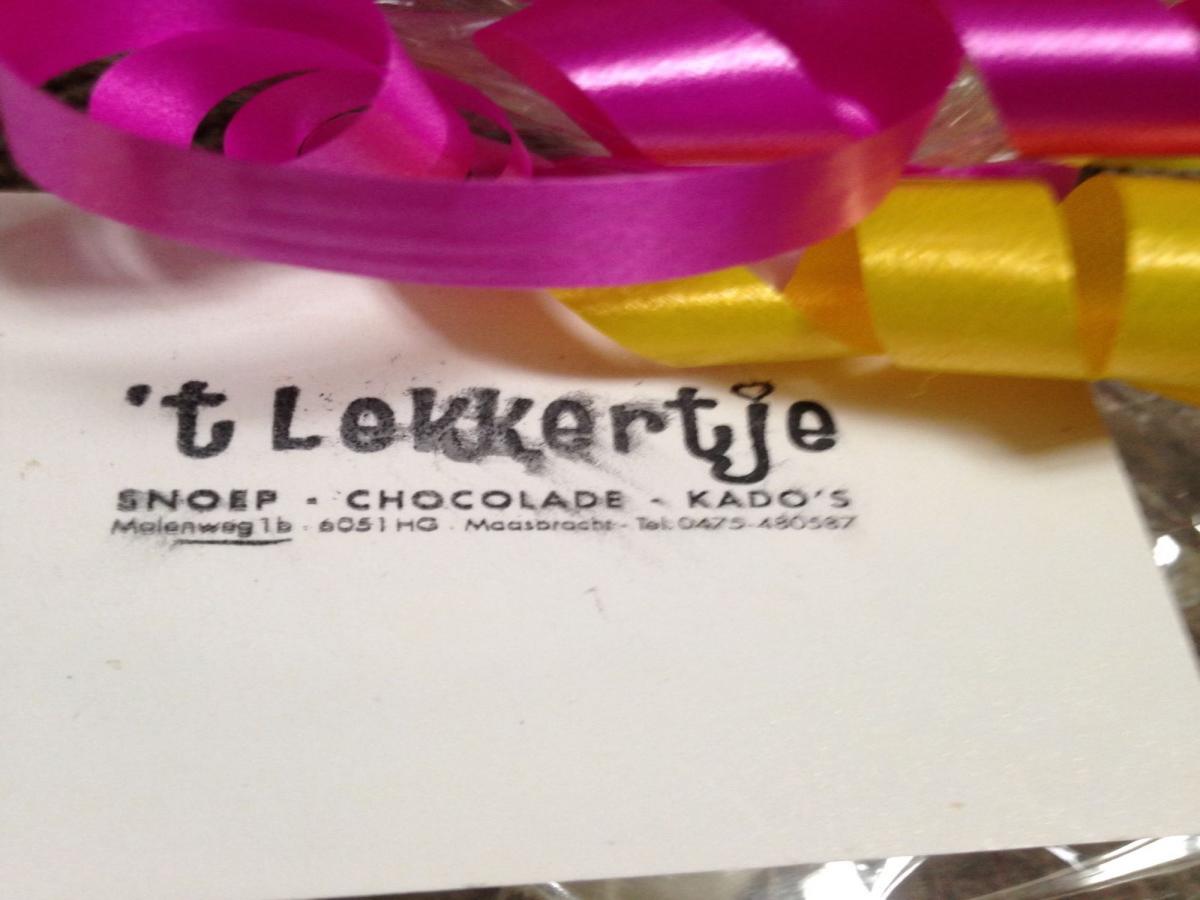 't Lekkertje
SNOEP - CHOCOLADE - KADO'S
Molenweg 1b - 6051 HG - Maasbracht - Tel: 0475-480587